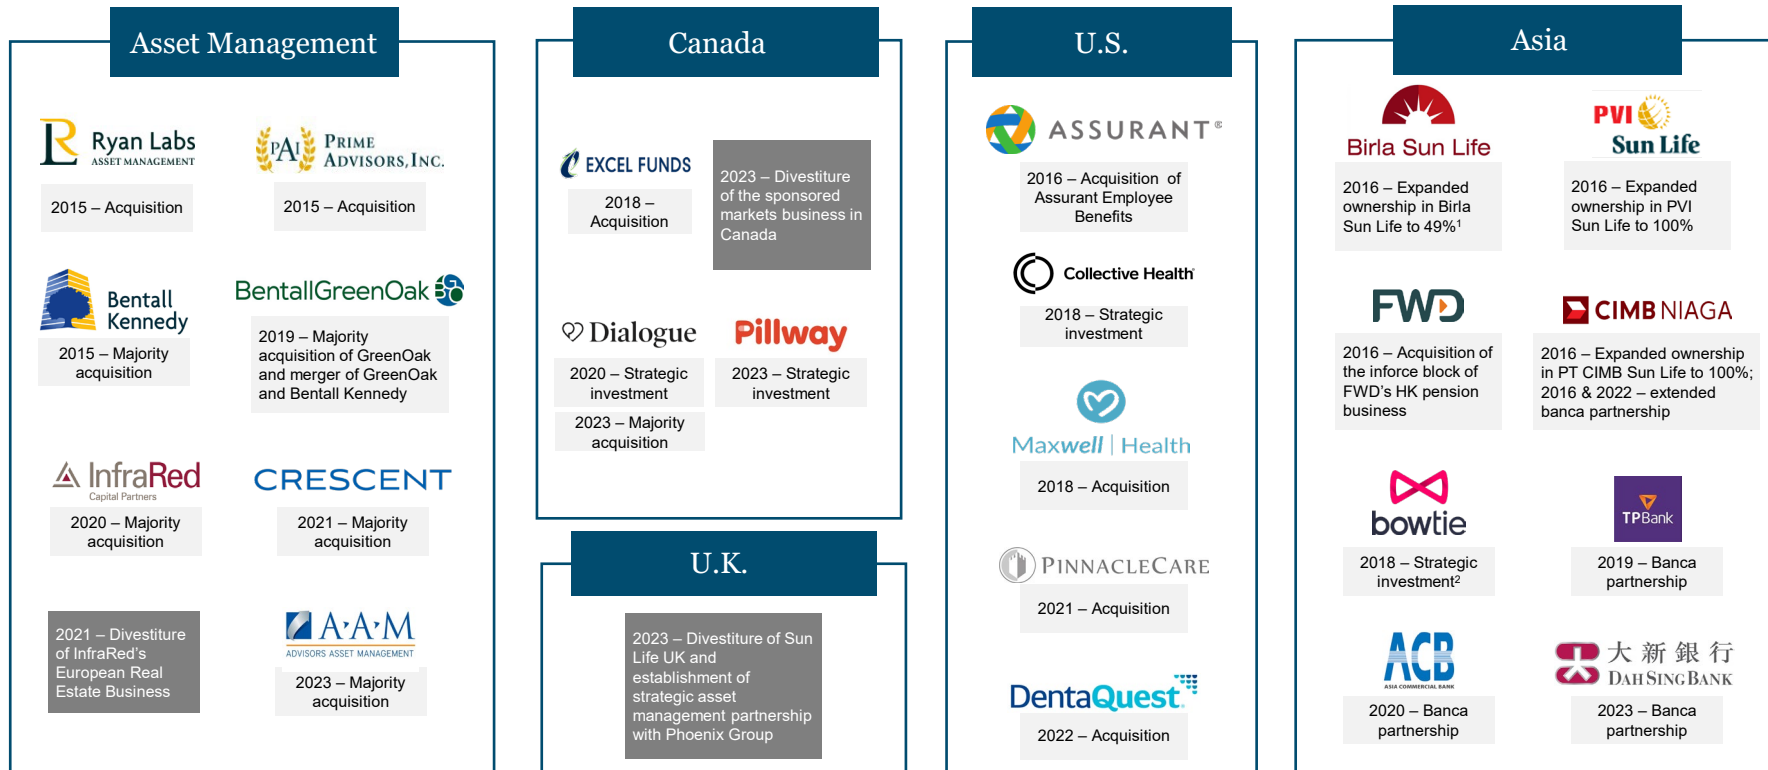 Asset Management
Ryan Labs
ASSET MANAGEMENT
2015 – Acquisition
PAI
PRIME
ADVISORS, INC.
2015 – Acquisition
Bentall
Kennedy
2015 – Majority
acquisition
BentallGreenOak
2019 – Majority
acquisition of GreenOak
and merger of GreenOak
and Bentall Kennedy
InfraRed
Capital Partners
2020 – Majority
acquisition
CRESCENT
2021 – Majority
acquisition
2021 – Divestiture
of InfraRed’s
European Real
Estate Business
A·A·M
ADVISORS ASSET MANAGEMENT
2023 – Majority
acquisition
Canada
EXCEL FUNDS
2018 –
Acquisition
2023 – Divestiture
of the sponsored
markets business in
Canada
Dialogue
2020 – Strategic
investment
2023 – Majority
acquisition
Pillway
2023 – Strategic
investment
U.K.
2023 – Divestiture of Sun
Life UK and
establishment of
strategic asset
management partnership
with Phoenix Group
U.S.
ASSURANT®
2016 – Acquisition of
Assurant Employee
Benefits
Collective Health
2018 – Strategic
investment
Maxwell | Health
2018 – Acquisition
PINNACLECARE
2021 – Acquisition
DentaQuest
2022 – Acquisition
Asia
Birla Sun Life
2016 – Expanded
ownership in Birla
Sun Life to 49%¹
PVI
Sun Life
2016 – Expanded
ownership in PVI
Sun Life to 100%
FWD
2016 – Acquisition of
the inforce block of
FWD’s HK pension
business
CIMB NIAGA
2016 – Expanded ownership
in PT CIMB Sun Life to 100%;
2016 & 2022 – extended
banca partnership
bowtie
2018 – Strategic
investment²
TPBank
2019 – Banca
partnership
ACB
ASIA COMMERCIAL BANK
2020 – Banca
partnership
大新銀行
DAH SING BANK
2023 – Banca
partnership